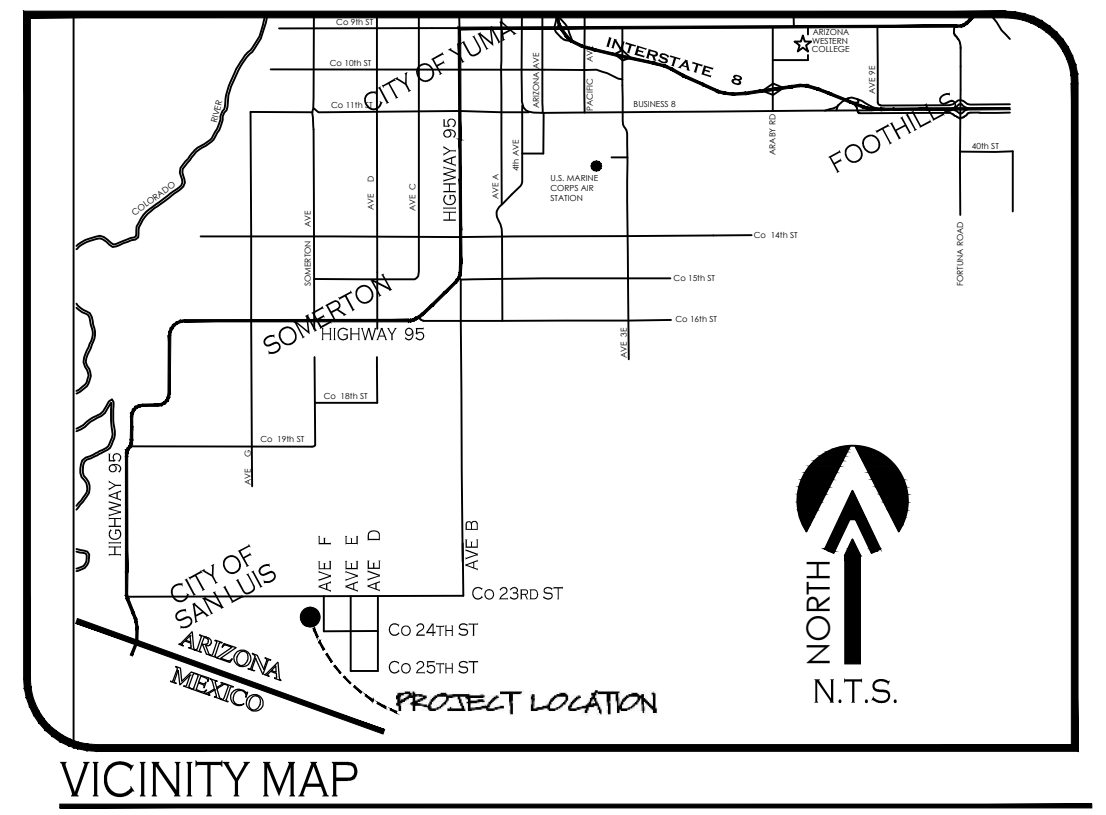 Co 9th ST
CITY OF YUMA
INTERSTATE 8
ARIZONA
WESTERN
COLLEGE
Co 10th ST
ARIZONA AVE
PACIFIC AV
AVE 9E
Co 11th ST
BUSINESS 8
RIVER
COLORADO
HIGHWAY 95
4th AVE
ARABY RD
FOOTHILLS
40th ST
U.S. MARINE
CORPS AIR
STATION
AVE D
AVE C
AVE A
SOMERTON AVE
Co 14th ST
FORTUNA ROAD
Co 15th ST
SOMERTON
HIGHWAY 95
Co 16th ST
AVE 3E
Co 18th ST
Co 19th ST
AVE G
HIGHWAY 95
AVE F
AVE E
AVE D
AVE B
CITY OF
SAN LUIS
Co 23RD ST
Co 24TH ST
Co 25TH ST
ARIZONA
MEXICO
PROJECT LOCATION
NORTH
N.T.S.
VICINITY MAP